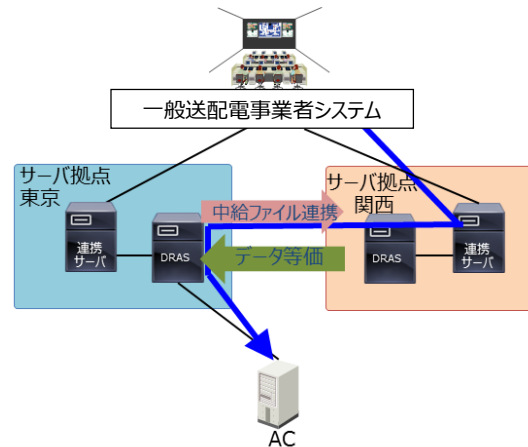 一般送配電事業者システム
サーバ拠点
東京
サーバ拠点
関西
中給ファイル連携
データ等価
連携
サーバ
DRAS
DRAS
連携
サーバ
AC